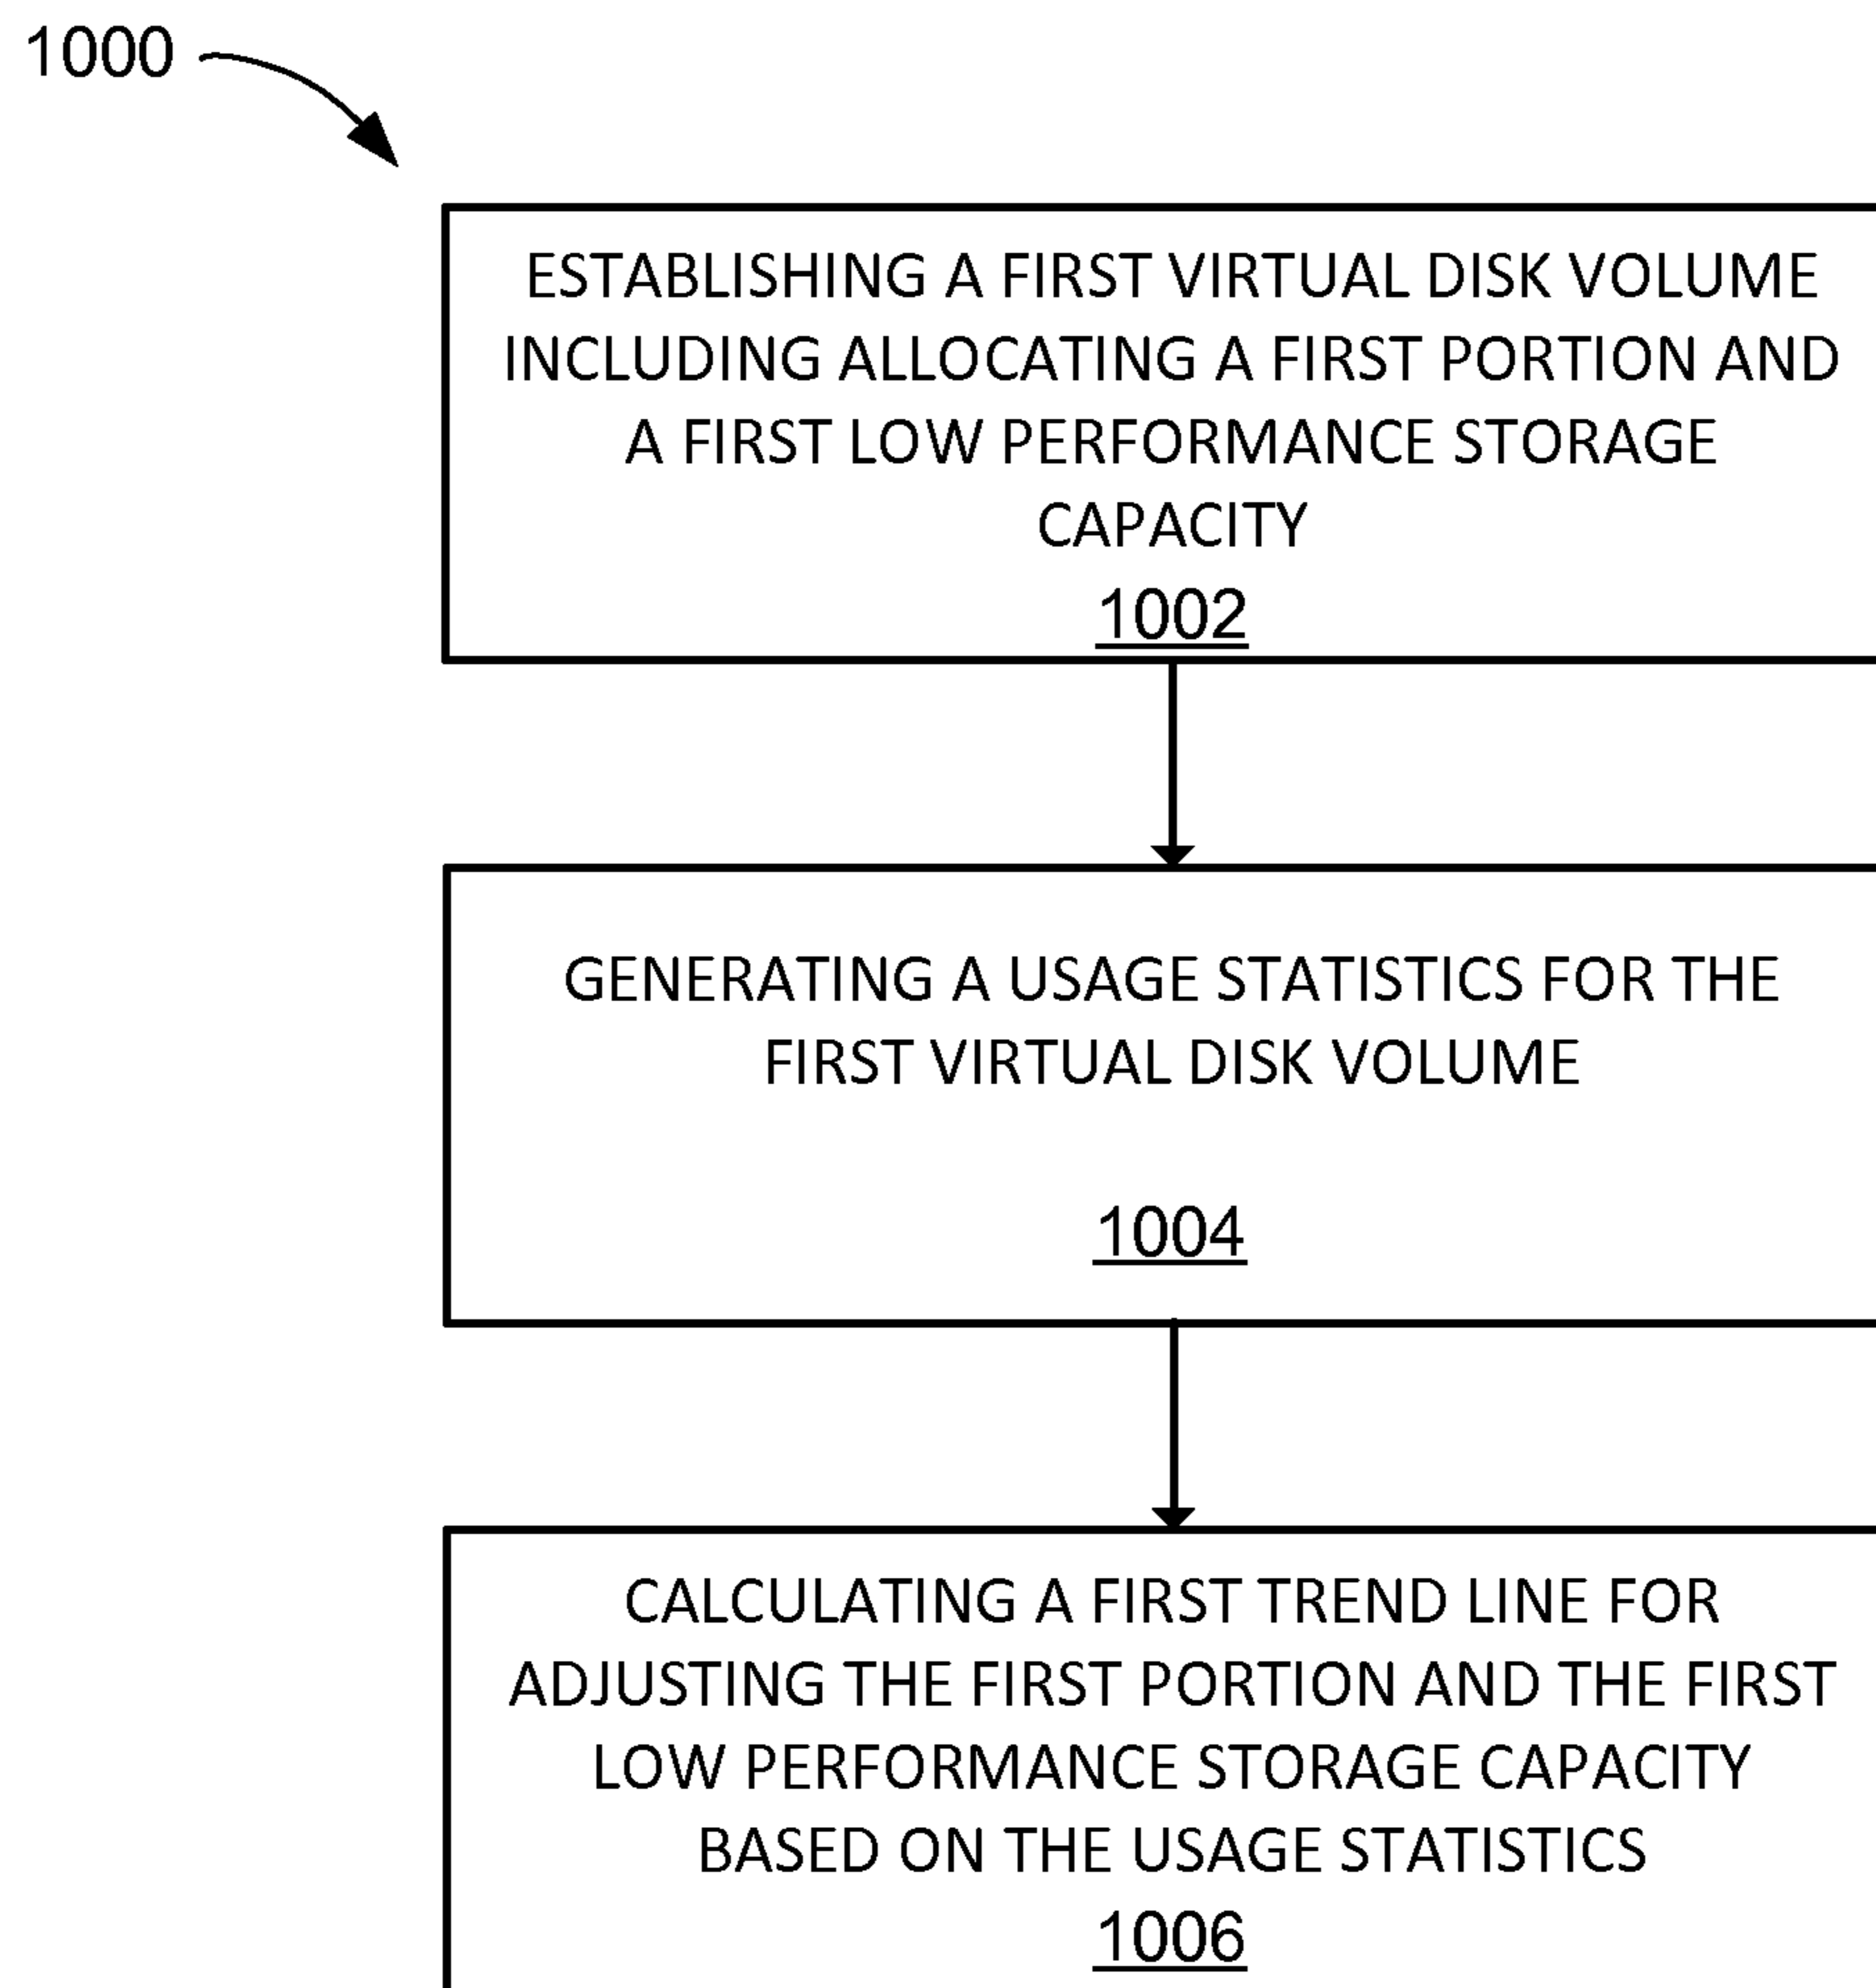 1000
ESTABLISHING A FIRST VIRTUAL DISK VOLUME
INCLUDING ALLOCATING A FIRST PORTION AND
A FIRST LOW PERFORMANCE STORAGE
CAPACITY
1002
GENERATING A USAGE STATISTICS FOR THE
FIRST VIRTUAL DISK VOLUME
1004
CALCULATING A FIRST TREND LINE FOR
ADJUSTING THE FIRST PORTION AND THE FIRST
LOW PERFORMANCE STORAGE CAPACITY
BASED ON THE USAGE STATISTICS
1006